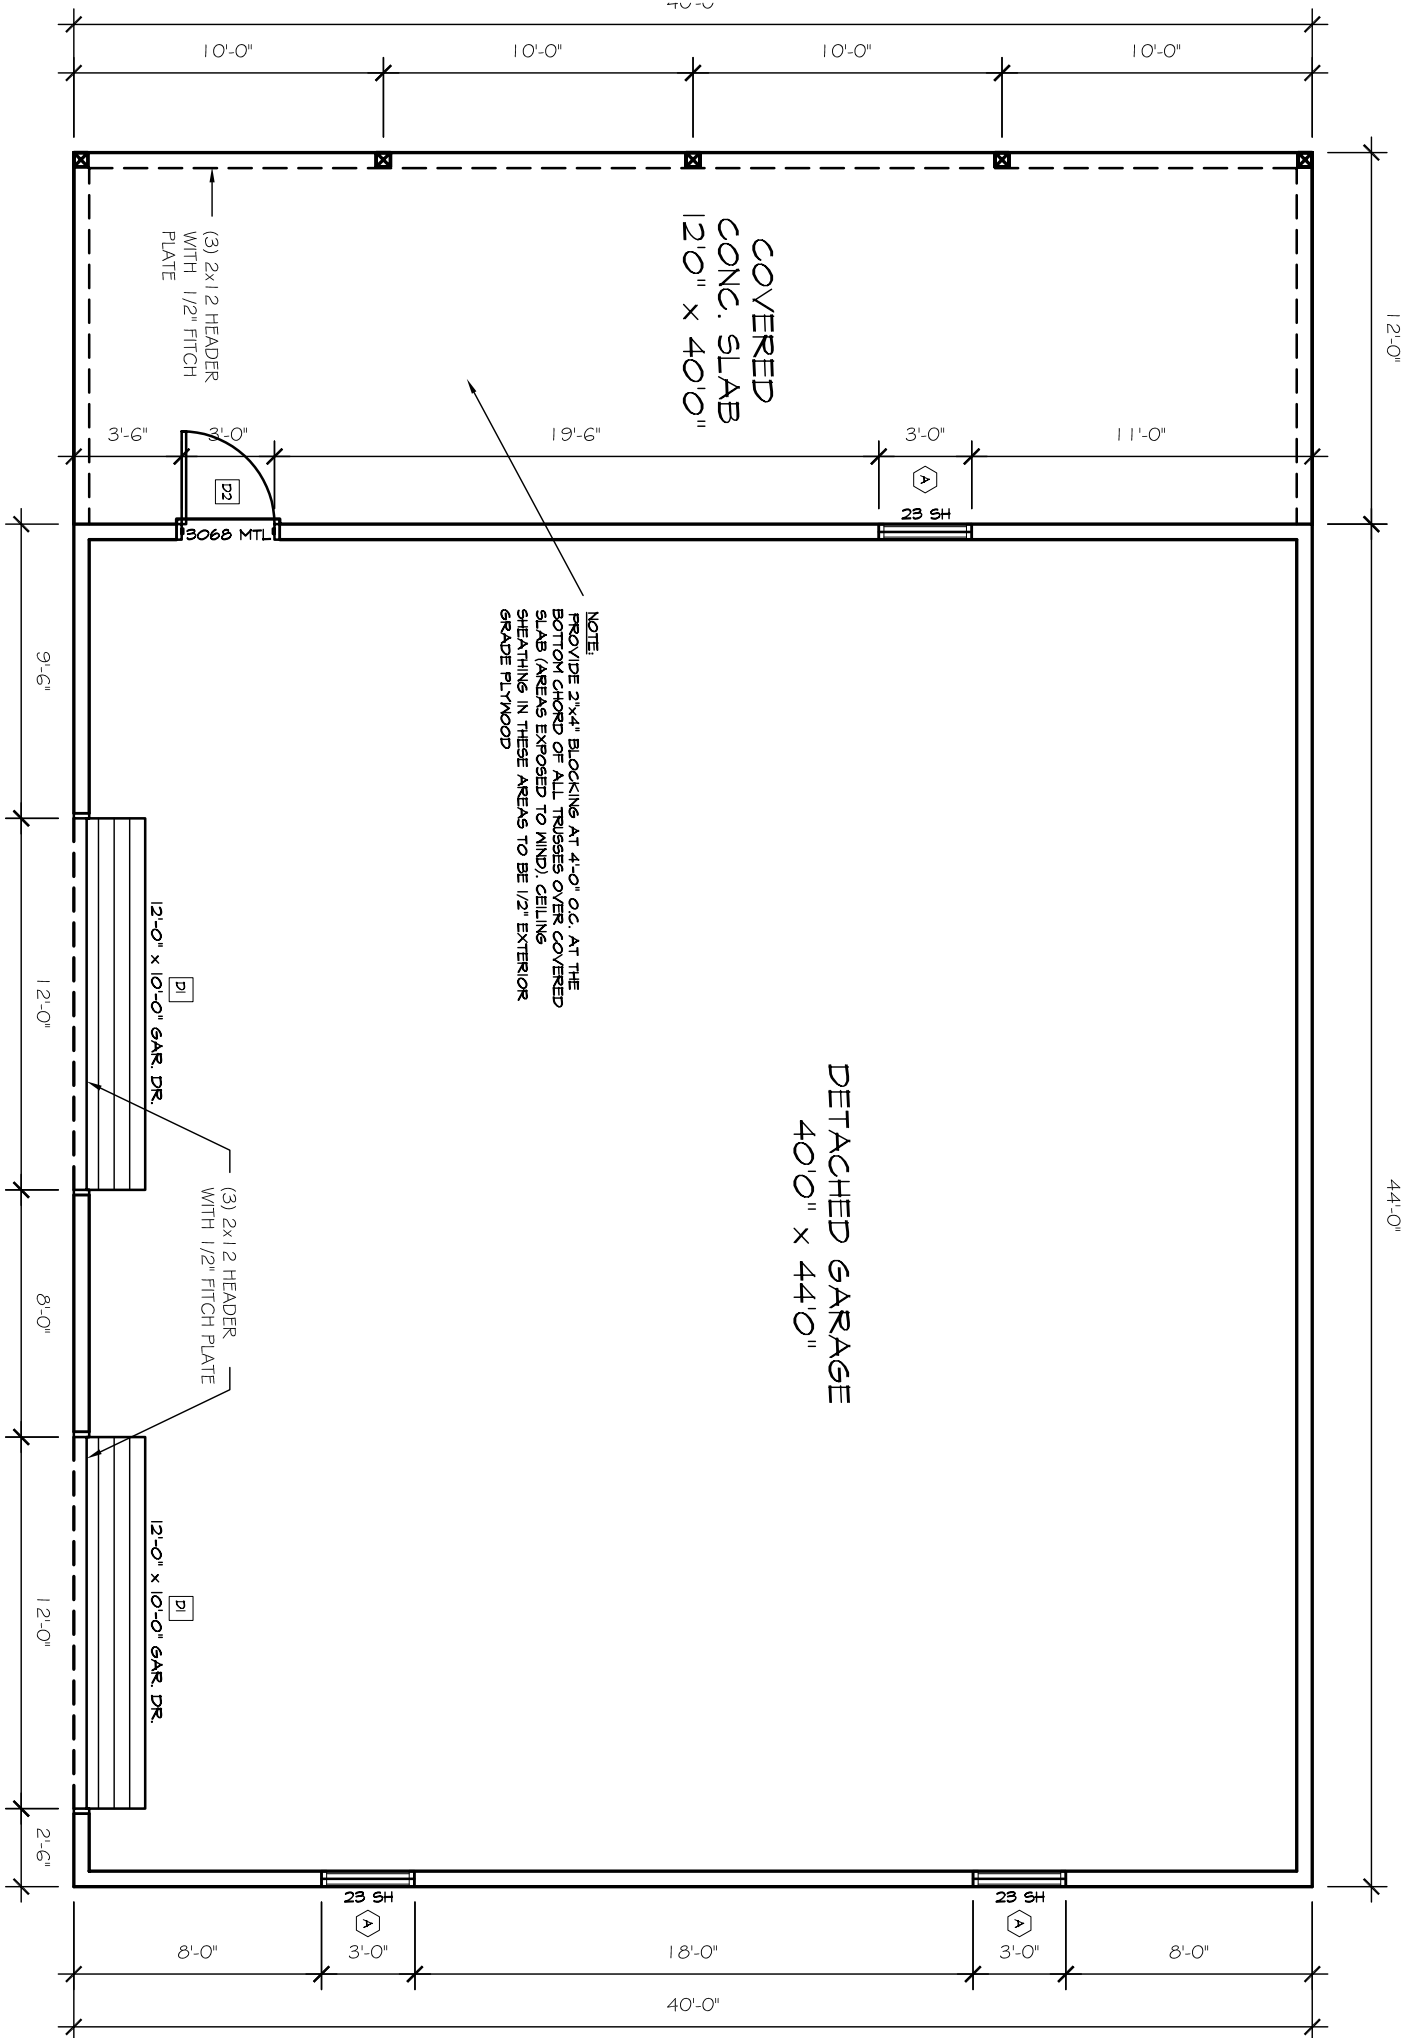 40'-0"
10'-0"
10'-0"
10'-0"
10'-0"
12'-0"
44'-0"
COVERED
CONC. SLAB
12'0" x 40'0"
(3) 2x12 HEADER
WITH 1/2" FITCH
PLATE
3'-6"
3'-0"
19'-6"
3'-0"
11'-0"
D2
3068 MTL
A
23 SH
NOTE:
PROVIDE 2"x4" BLOCKING AT 4'-0" O.C. AT THE
BOTTOM CHORD OF ALL TRUSSES OVER COVERED
SLAB (AREAS EXPOSED TO WIND). CEILING
SHEATHING IN THESE AREAS TO BE 1/2" EXTERIOR
GRADE PLYWOOD
DETACHED GARAGE
40'0" x 44'0"
9'-6"
12'-0"
8'-0"
12'-0"
2'-6"
D1
12'-0" x 10'-0" GAR. DR.
(3) 2x12 HEADER
WITH 1/2" FITCH PLATE
D1
12'-0" x 10'-0" GAR. DR.
23 SH
A
23 SH
A
8'-0"
3'-0"
18'-0"
3'-0"
8'-0"
40'-0"